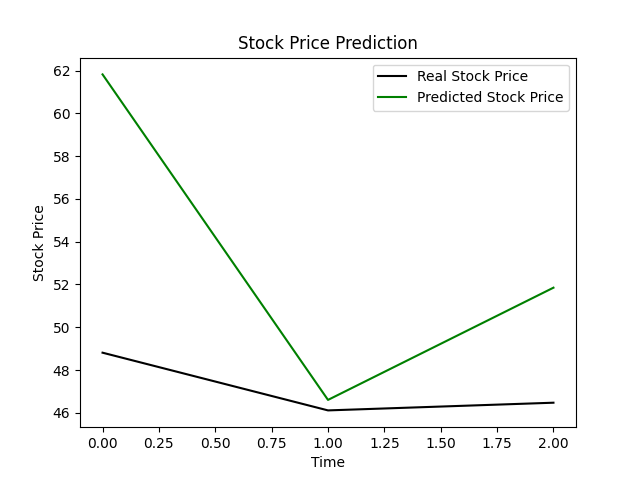 Stock Price Prediction
Real Stock Price
Predicted Stock Price
Stock Price
62
60
58
56
54
52
50
48
46
0.00 0.25 0.50 0.75 1.00 1.25 1.50 1.75 2.00
Time